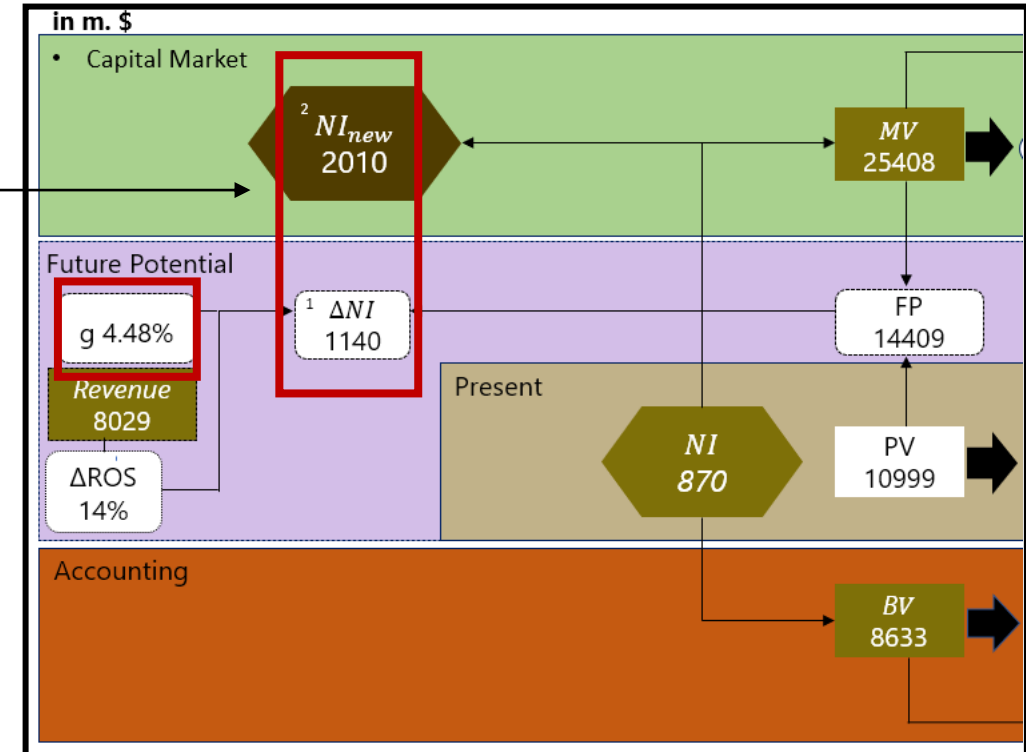 in m. $
• Capital Market
2 NInew
2010
MV
25408
Future Potential
g 4.48%
1 ΔNI
1140
FP
14409
Revenue
8029
Present
ΔROS
14%
NI
870
PV
10999
Accounting
BV
8633